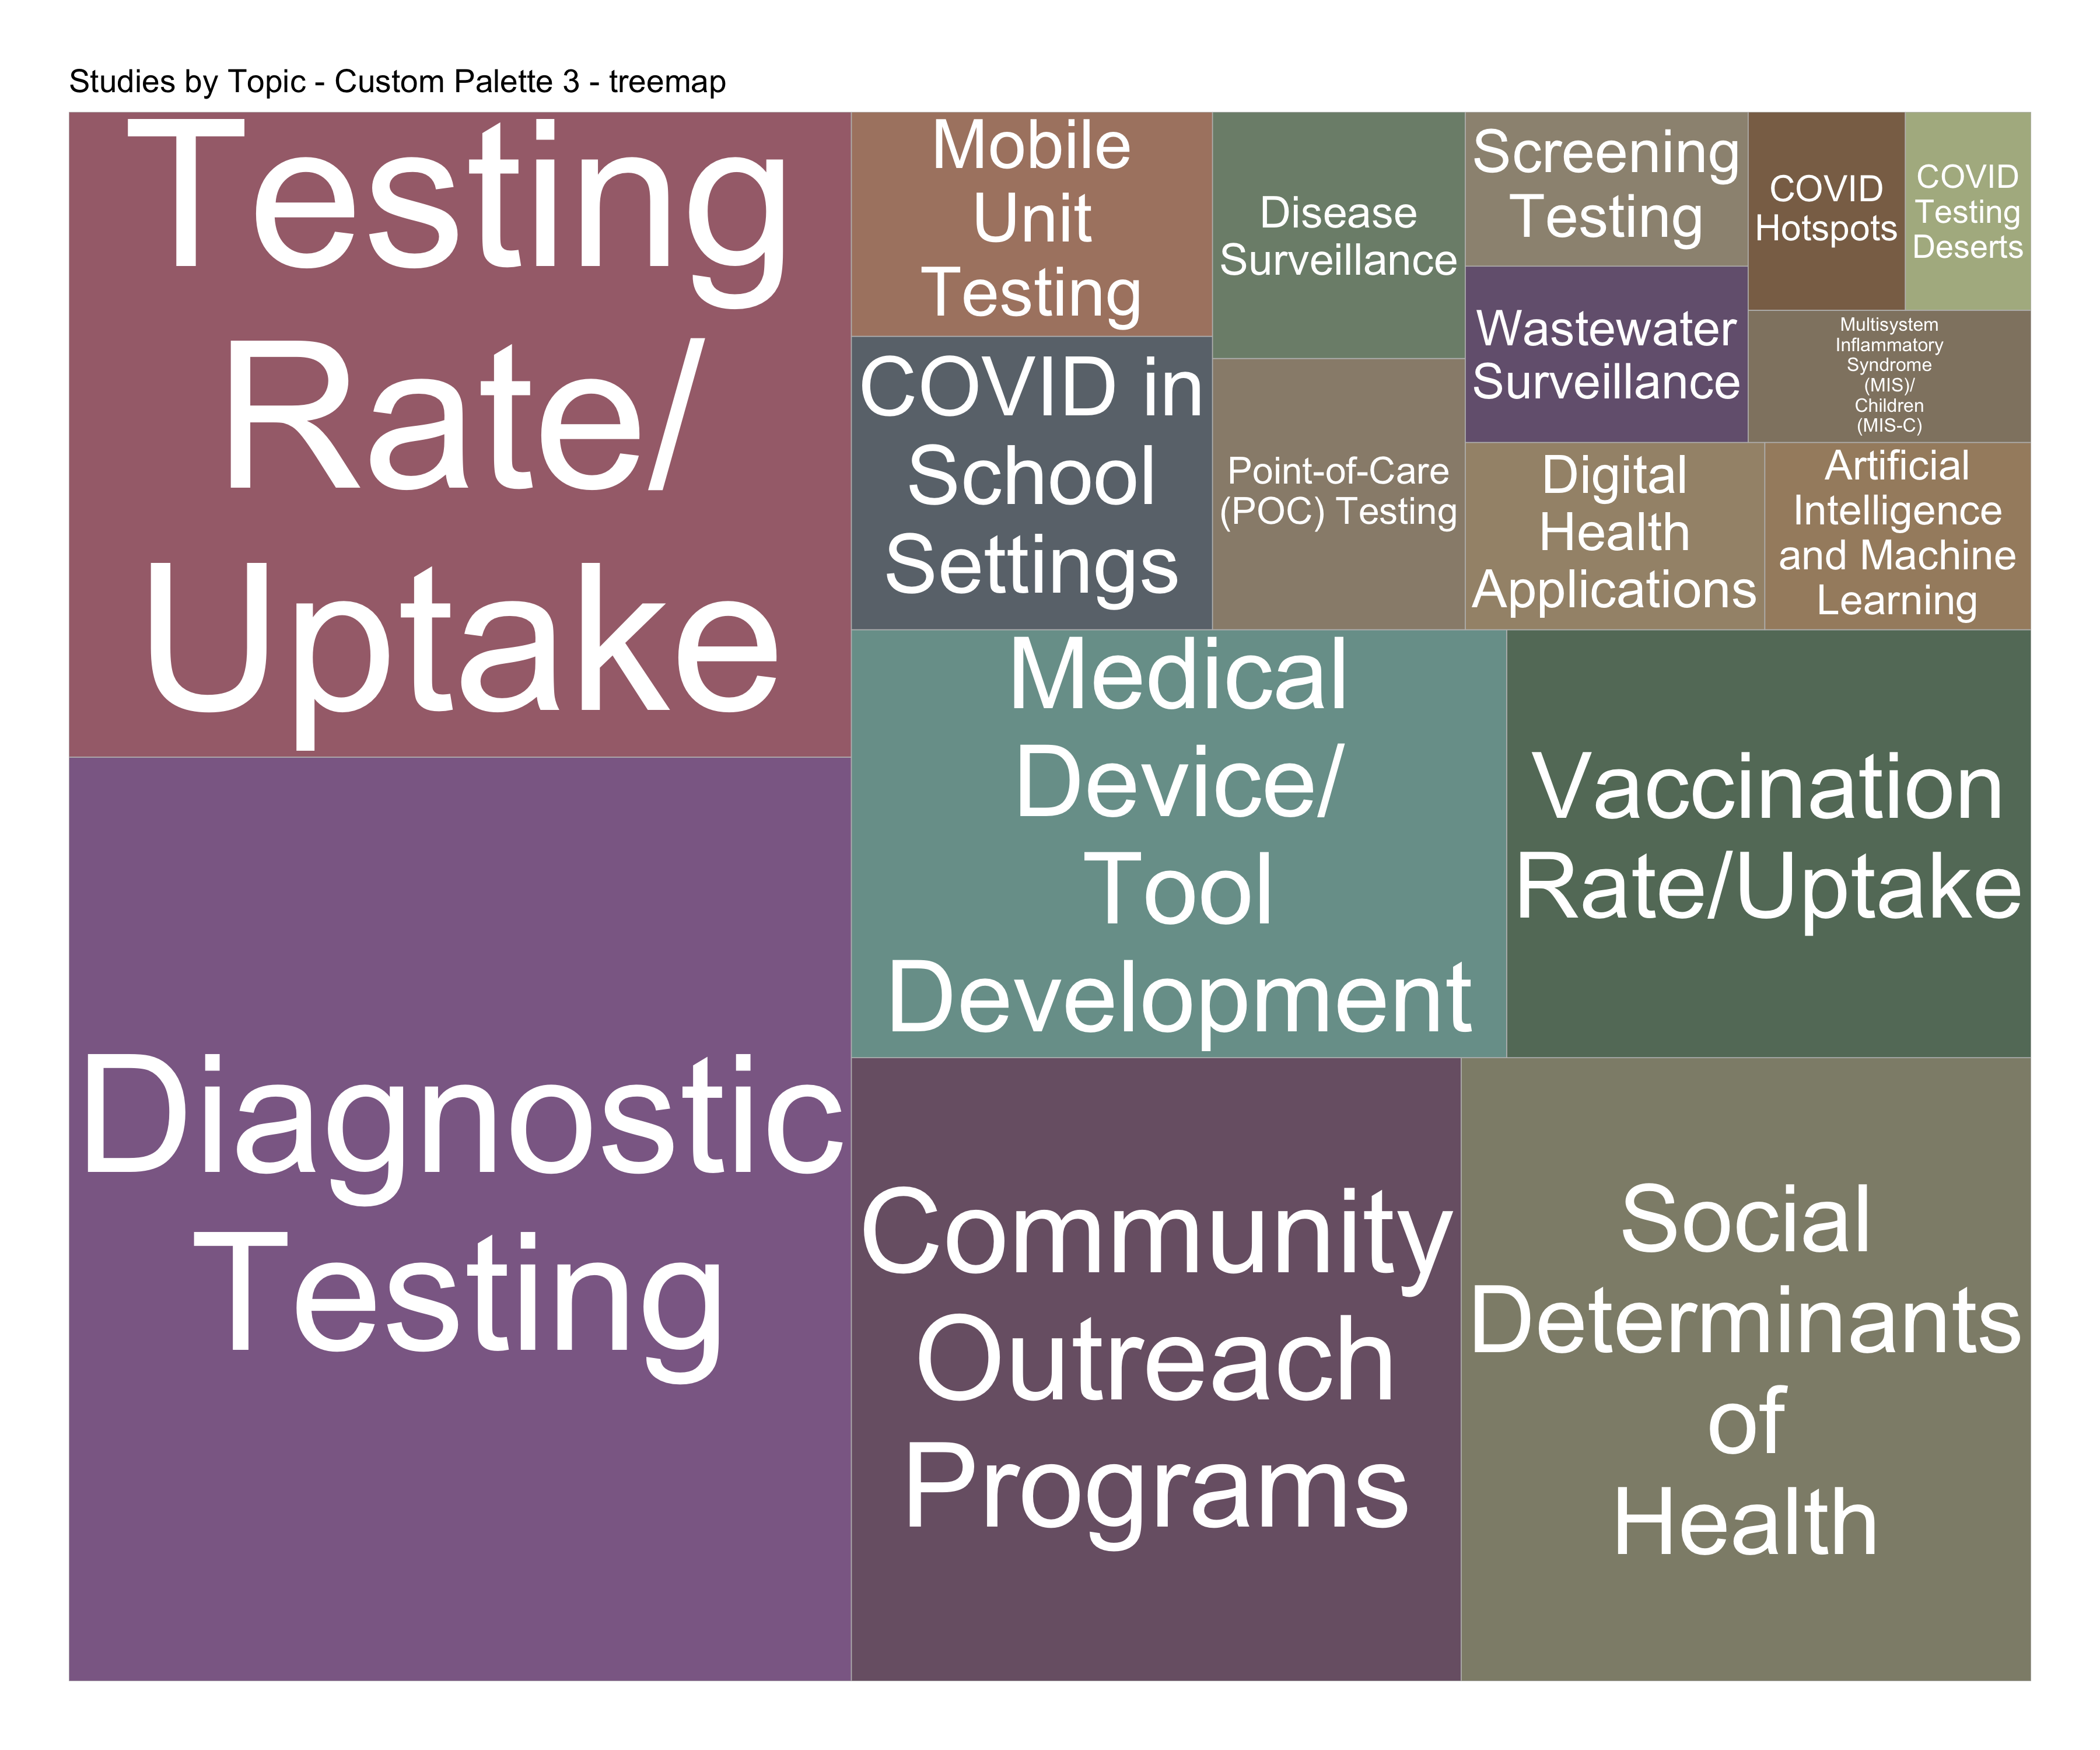 Studies by Topic - Custom Palette 3 - treemap
Testing
Rate/
Uptake
Diagnostic
Testing
Mobile
Unit
Testing
COVID in
School
Settings
Disease
Surveillance
Point-of-Care
(POC) Testing
Screening
Testing
Wastewater
Surveillance
COVID
Hotspots
COVID
Testing
Deserts
Multisystem
Inflammatory
Syndrome
(MIS)/
Children
(MIS-C)
Digital
Health
Applications
Artificial
Intelligence
and Machine
Learning
Medical
Device/
Tool
Development
Vaccination
Rate/Uptake
Community
Outreach
Programs
Social
Determinants
of
Health